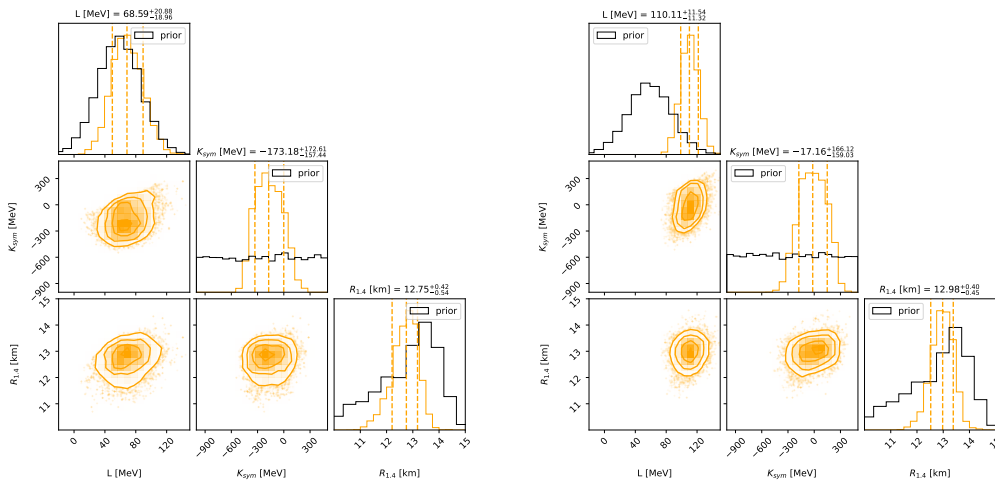 L [MeV] = 68.59^{+20.88}_{-18.96}
prior
K_{sym} [MeV] = −173.18^{+172.61}_{-157.44}
prior
300
0
−300
−600
−900
K_{sym} [MeV]
R_{1.4} [km] = 12.75^{+0.42}_{-0.54}
prior
15
14
13
12
11
R_{1.4} [km]
0 40 80 120
L [MeV]
−900 −600 −300 0 300
K_{sym} [MeV]
11 12 13 14 15
R_{1.4} [km]
L [MeV] = 110.11^{+11.54}_{-11.32}
prior
K_{sym} [MeV] = −17.16^{+166.12}_{-159.03}
prior
300
0
−300
−600
−900
K_{sym} [MeV]
R_{1.4} [km] = 12.98^{+0.40}_{-0.45}
prior
15
14
13
12
11
R_{1.4} [km]
0 40 80 120
L [MeV]
−900 −600 −300 0 300
K_{sym} [MeV]
11 12 13 14 15
R_{1.4} [km]